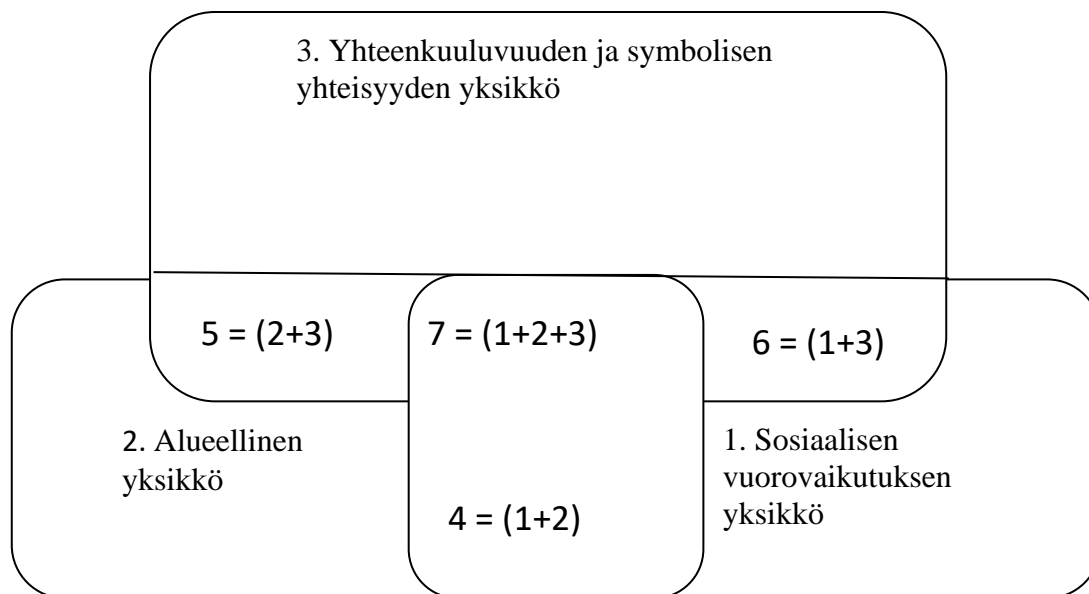 3. Yhteenkuuluvuuden ja symbolisen
yhteisyyden yksikkö
5 = (2+3)
7 = (1+2+3)
6 = (1+3)
2. Alueellinen
yksikkö
1. Sosiaalisen
vuorovaikutuksen
yksikkö
4 = (1+2)